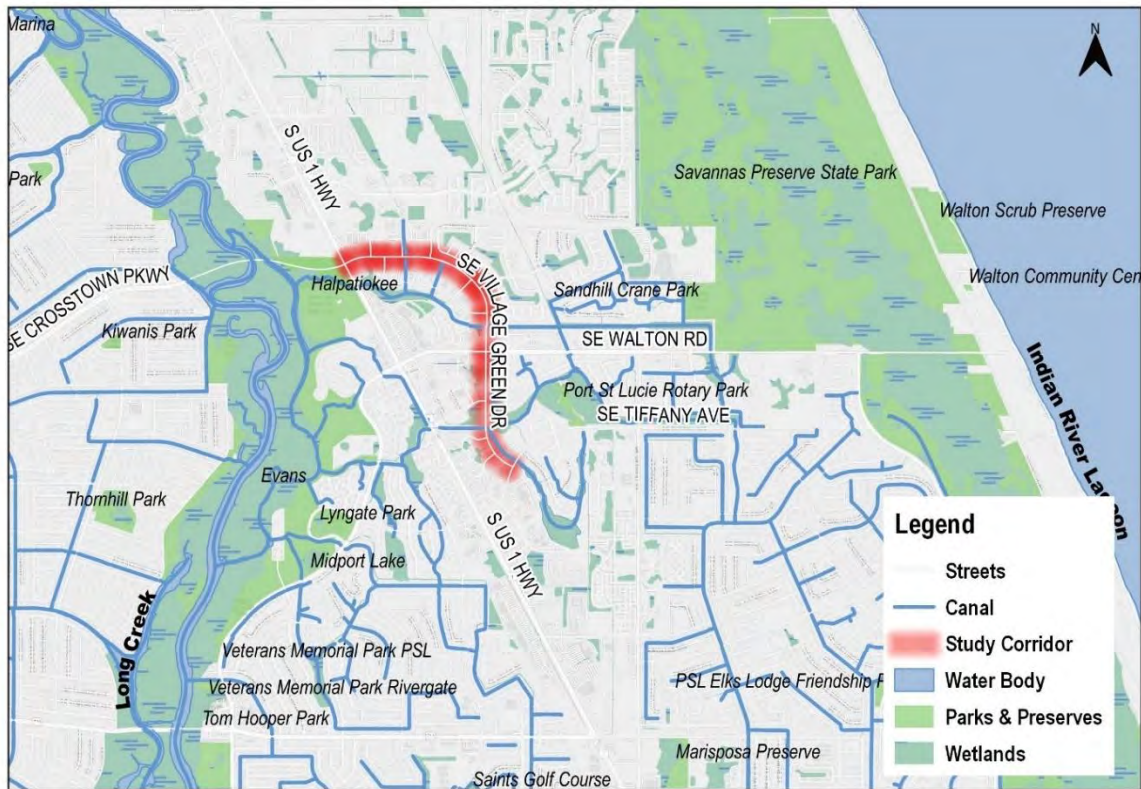 Marina
N
S US 1 HWY
Park
Savannas Preserve State Park
Walton Scrub Preserve
Walton Community Cen
SE CROSSTOWN PKWY
Halpatiokee
SE VILLAGE GREEN DR
Sandhill Crane Park
Kiwanis Park
SE WALTON RD
Indian River Lagoon
Port St Lucie Rotary Park
SE TIFFANY AVE
Evans
Thornhill Park
Lyngate Park
S US 1 HWY
Midport Lake
Long Creek
Veterans Memorial Park PSL
Veterans Memorial Park Rivergate
PSL Elks Lodge Friendship
Tom Hooper Park
Marisposa Preserve
Saints Golf Course
Legend
Streets
Canal
Study Corridor
Water Body
Parks & Preserves
Wetlands